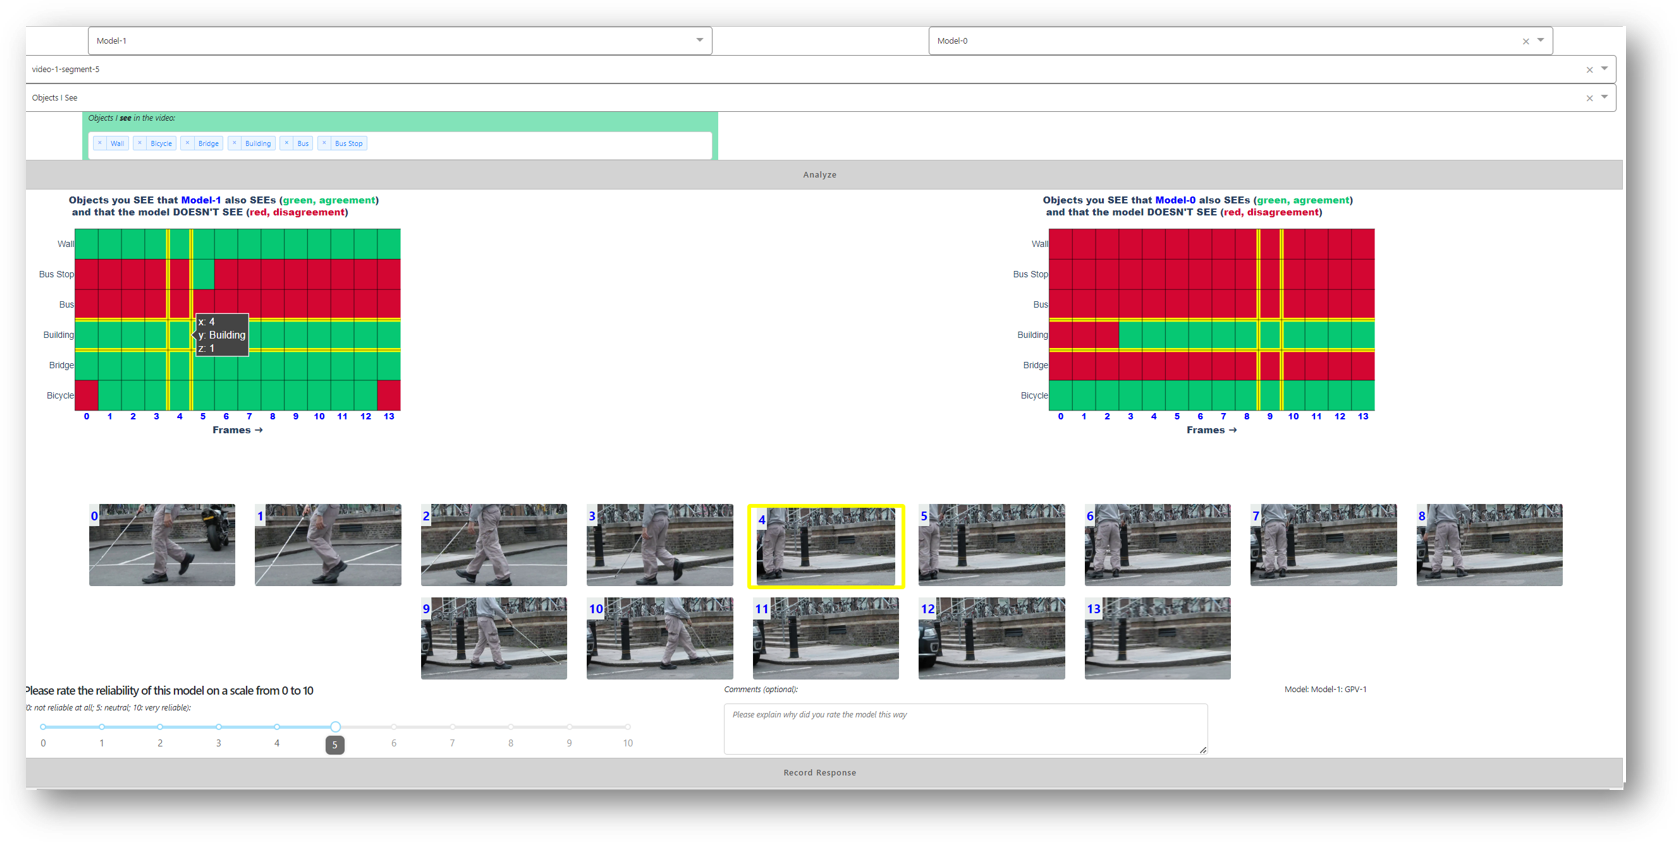 Model-1
Model-0
video-1-segment-5
Objects I See
Objects I see in the video:
× Wall × Bicycle × Bridge × Building × Bus × Bus Stop
Analyze
Objects you SEE that Model-1 also SEEs (green, agreement)
and that the model DOESN'T SEE (red, disagreement)
Wall
Bus Stop
Bus
Building
Bridge
Bicycle
x: 4
y: Building
z: 1
0 1 2 3 4 5 6 7 8 9 10 11 12 13
Frames →
Objects you SEE that Model-0 also SEEs (green, agreement)
and that the model DOESN'T SEE (red, disagreement)
Wall
Bus Stop
Bus
Building
Bridge
Bicycle
0 1 2 3 4 5 6 7 8 9 10 11 12 13
Frames →
0 1 2 3 4 5 6 7 8
9 10 11 12 13
Please rate the reliability of this model on a scale from 0 to 10
0: not reliable at all; 5: neutral; 10: very reliable):
0 1 2 3 4 5 6 7 8 9 10
Comments (optional):
Please explain why did you rate the model this way
Model: Model-1: GPV-1
Record Response